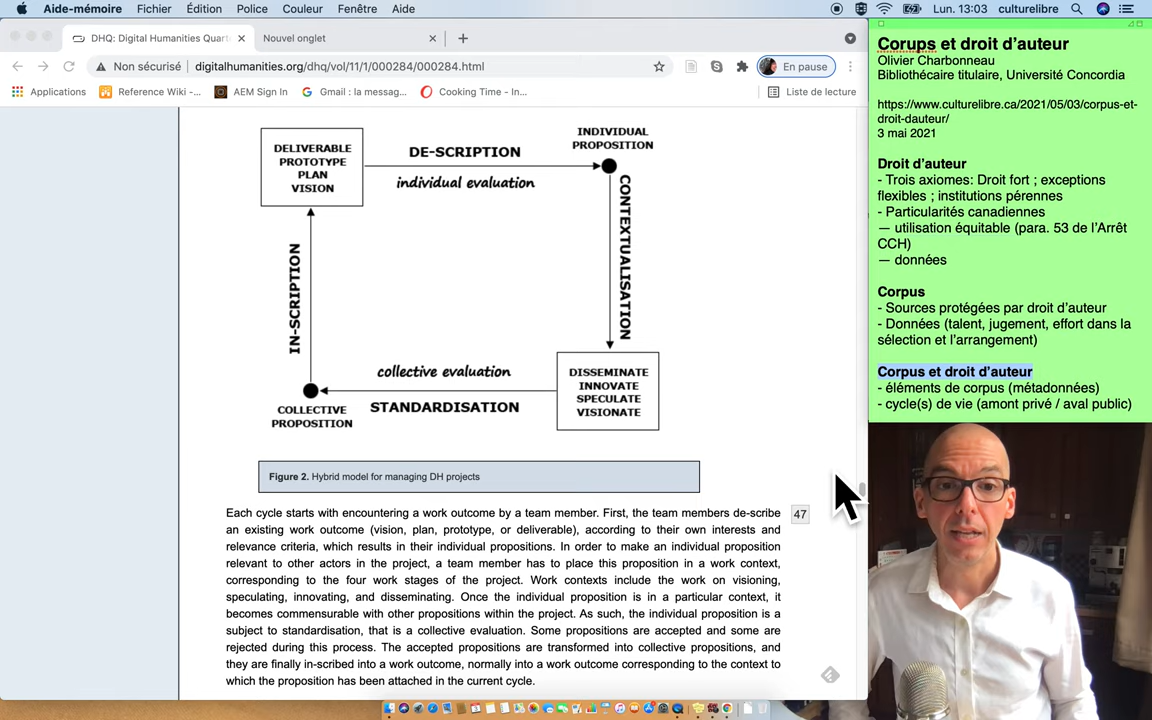 Aide-mémoire Fichier Édition Police Couleur Fenêtre Aide
Lun. 13:03 culturelibre
DHQ: Digital Humanities Quart
Nouvel onglet
Non sécurisé
digitalhumanities.org/dhq/vol/11/1/000284/000284.html
En pause
Applications
Reference Wiki -...
AEM Sign In
Gmail : la messag...
Cooking Time - In...
Liste de lecture
DELIVERABLE
PROTOTYPE
PLAN
VISION
DE-SCRIPTION
individual evaluation
INDIVIDUAL
PROPOSITION
CONTEXTUALISATION
IN-SCRIPTION
collective evaluation
STANDARDISATION
DISSEMINATE
INNOVATE
SPECULATE
VISIONATE
COLLECTIVE
PROPOSITION
Figure 2. Hybrid model for managing DH projects
Each cycle starts with encountering a work outcome by a team member. First, the team members de-scribe
an existing work outcome (vision, plan, prototype, or deliverable), according to their own interests and
relevance criteria, which results in their individual propositions. In order to make an individual proposition
relevant to other actors in the project, a team member has to place this proposition in a work context,
corresponding to the four work stages of the project. Work contexts include the work on visioning,
speculating, innovating, and disseminating. Once the individual proposition is in a particular context, it
becomes commensurable with other propositions within the project. As such, the individual proposition is a
subject to standardisation, that is a collective evaluation. Some propositions are accepted and some are
rejected during this process. The accepted propositions are transformed into collective propositions, and
they are finally in-scribed into a work outcome, normally into a work outcome corresponding to the context to
which the proposition has been attached in the current cycle.
47
Corups et droit d'auteur
Olivier Charbonneau
Bibliothécaire titulaire, Université Concordia
https://www.culturelibre.ca/2021/05/03/corpus-et-
droit-dauteur/
3 mai 2021
Droit d'auteur
- Trois axiomes: Droit fort ; exceptions
flexibles ; institutions pérennes
- Particularités canadiennes
— utilisation équitable (para. 53 de l'Arrêt
CCH)
— données
Corpus
- Sources protégées par droit d'auteur
- Données (talent, jugement, effort dans la
sélection et l'arrangement)
Corpus et droit d'auteur
- éléments de corpus (métadonnées)
- cycle(s) de vie (amont privé / aval public)